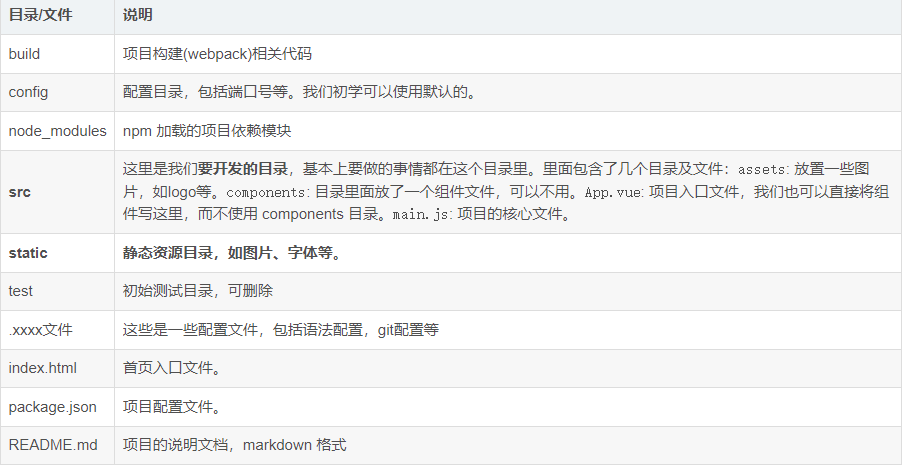 目录/文件 说明
build 项目构建(webpack)相关代码
config 配置目录，包括端口号等。我们初学可以使用默认的。
node_modules npm 加载的项目依赖模块
这里是我们要开发的目录，基本上要做的事情都在这个目录里。里面包含了几个目录及文件：assets: 放置一些图
src 片，如logo等。components: 目录里面放了一个组件文件，可以不用。App.vue: 项目入口文件，我们也可以直接将组
件写这里，而不使用 components 目录。main.js: 项目的核心文件。
static 静态资源目录，如图片、字体等。
test 初始测试目录，可删除
.xxxx文件 这些是一些配置文件，包括语法配置，git配置等
index.html 首页入口文件。
package.json 项目配置文件。
README.md 项目的说明文档，markdown 格式